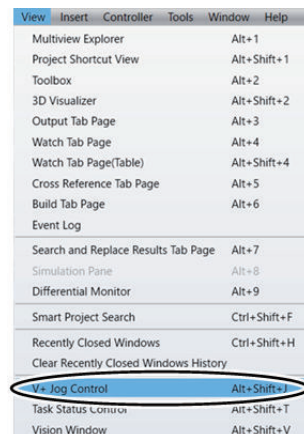 View Insert Controller Tools Window Help
Multiview Explorer Alt+1
Project Shortcut View Alt+Shift+1
Toolbox Alt+2
3D Visualizer Alt+Shift+2
Output Tab Page Alt+3
Watch Tab Page Alt+4
Watch Tab Page(Table) Alt+Shift+4
Cross Reference Tab Page Alt+5
Build Tab Page Alt+6
Event Log
Search and Replace Results Tab Page Alt+7
Simulation Pane Alt+8
Differential Monitor Alt+9
Smart Project Search Ctrl+Shift+F
Recently Closed Windows Ctrl+Shift+H
Clear Recently Closed Windows History
V+ Jog Control Alt+Shift+J
Task Status Control Alt+Shift+T
Vision Window Alt+Shift+V